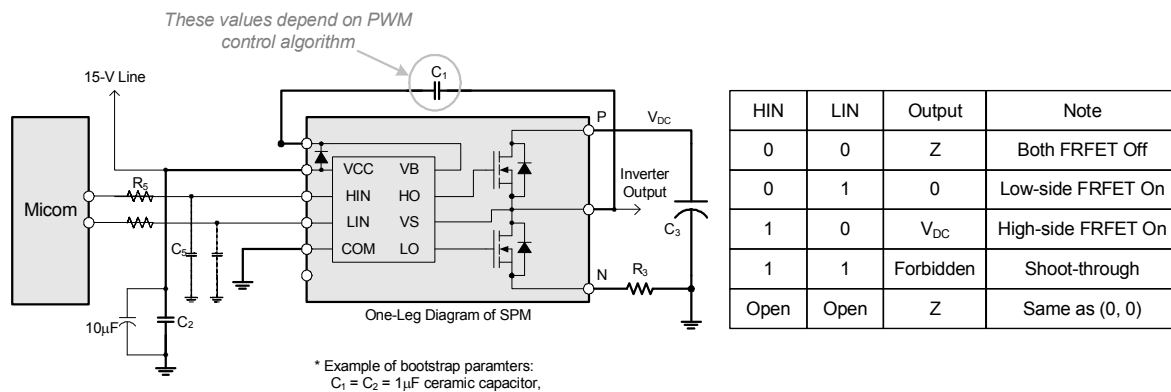 These values depend on PWM
control algorithm
C1
15-V Line
Micom
R5
C5
10μF
C2
VCC VB
HIN HO
LIN VS
COM LO
P
VDC
Inverter
Output
C3
N
R3
One-Leg Diagram of SPM
* Example of bootstrap paramters:
C1 = C2 = 1μF ceramic capacitor,
HIN LIN Output Note
0 0 Z Both FRFET Off
0 1 0 Low-side FRFET On
1 0 VDC High-side FRFET On
1 1 Forbidden Shoot-through
Open Open Z Same as (0, 0)